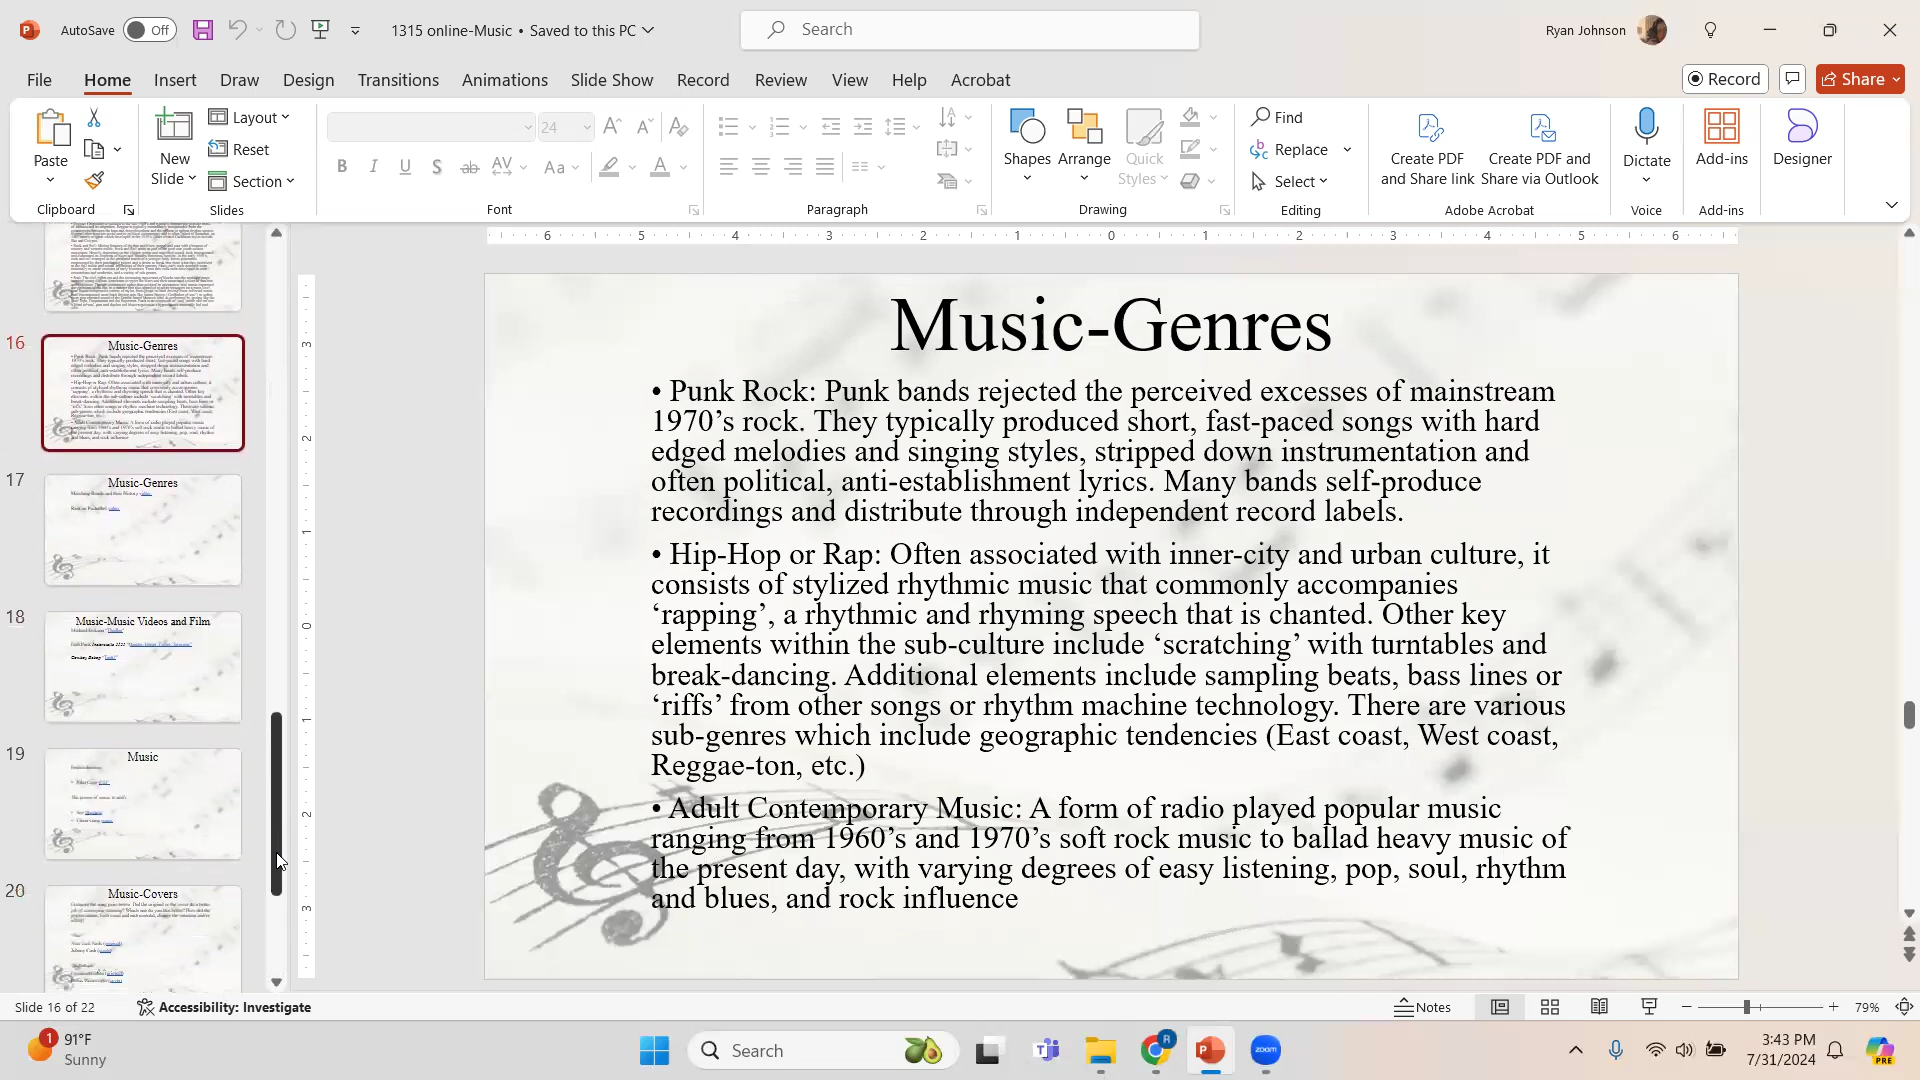 AutoSave Off 1315 online-Music • Saved to this PC Search Ryan Johnson
File Home Insert Draw Design Transitions Animations Slide Show Record Review View Help Acrobat Record Share
Paste New Slide Layout Reset Section 24 Shapes Arrange Quick Styles Find Replace Select Create PDF and Share link Create PDF and Share via Outlook Dictate Add-ins Designer
Clipboard Slides Font Paragraph Drawing Editing Adobe Acrobat Voice Add-ins
16
Music-Genres
17
Music-Genres
18
Music-Music Videos and Film
19
Music
20
Music-Covers
Music-Genres
• Punk Rock: Punk bands rejected the perceived excesses of mainstream
1970’s rock. They typically produced short, fast-paced songs with hard
edged melodies and singing styles, stripped down instrumentation and
often political, anti-establishment lyrics. Many bands self-produce
recordings and distribute through independent record labels.
• Hip-Hop or Rap: Often associated with inner-city and urban culture, it
consists of stylized rhythmic music that commonly accompanies
‘rapping’, a rhythmic and rhyming speech that is chanted. Other key
elements within the sub-culture include ‘scratching’ with turntables and
break-dancing. Additional elements include sampling beats, bass lines or
‘riffs’ from other songs or rhythm machine technology. There are various
sub-genres which include geographic tendencies (East coast, West coast,
Reggae-ton, etc.)
• Adult Contemporary Music: A form of radio played popular music
ranging from 1960’s and 1970’s soft rock music to ballad heavy music of
the present day, with varying degrees of easy listening, pop, soul, rhythm
and blues, and rock influence
Slide 16 of 22 Accessibility: Investigate Notes 79%
91°F
Sunny
Search
zoom
3:43 PM
7/31/2024
PRE